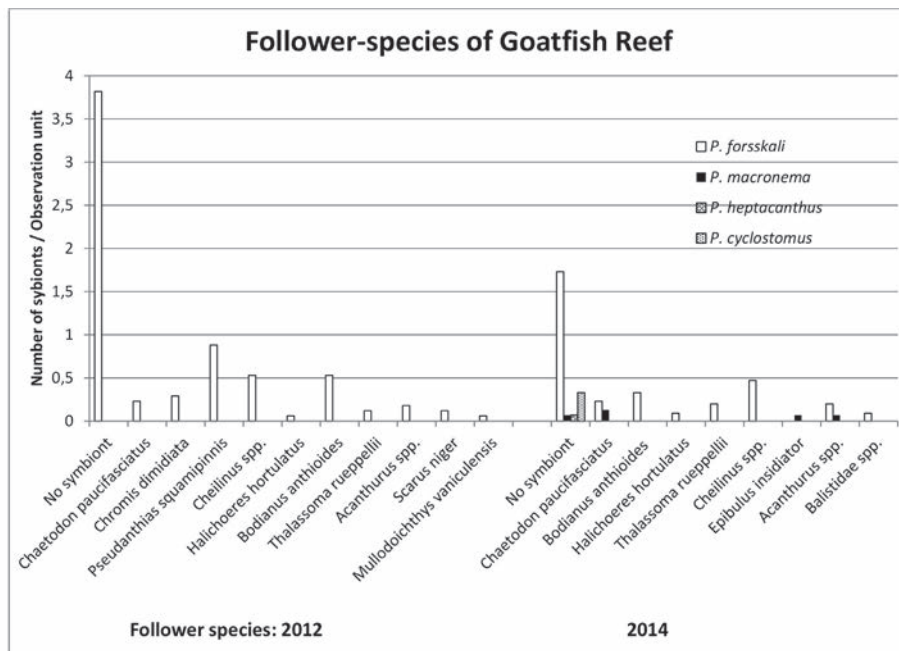 Follower-species of Goatfish Reef
Number of sybionts / Observation unit
4
3,5
3
2,5
2
1,5
1
0,5
0
P. forsskali
P. macronema
P. heptacanthus
P. cyclostomus
No symbiont
Chaetodon paucifasciatus
Chromis dimidiata
Pseudanthias squamipinnis
Cheilinus spp.
Halichoeres hortulatus
Bodianus anthioides
Thalassoma rueppellii
Acanthurus spp.
Scarus niger
Mullodoichthys vaniculensis
No symbiont
Chaetodon paucifasciatus
Bodianus anthioides
Halichoeres hortulatus
Thalassoma rueppellii
Cheilinus spp.
Epibulus insidiator
Acanthurus spp.
Balistidae spp.
Follower species: 2012
2014